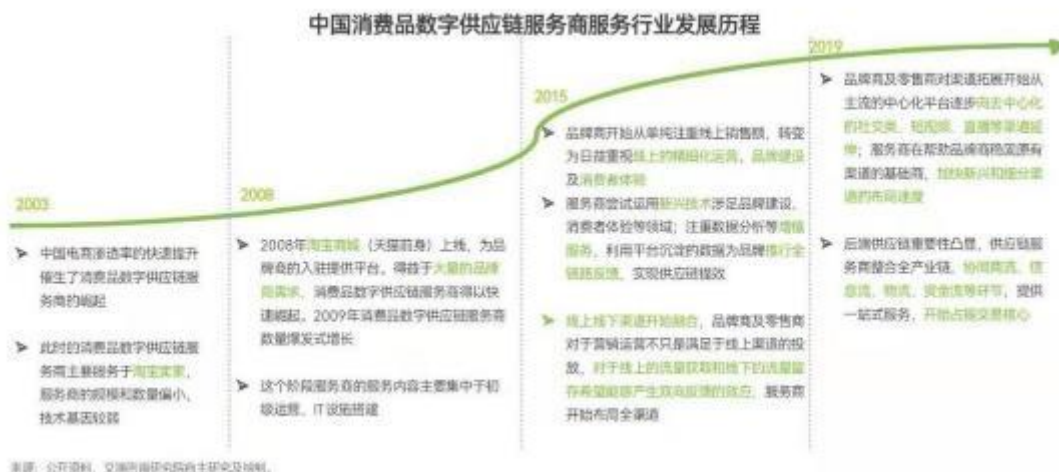 中国消费品数字供应链服务商服务行业发展历程
2003
中国电商渗透率的快速提升
催生了消费品数字供应链服
务商的崛起
此时的消费品数字供应链服
务商主要服务于淘宝卖家，
服务商的规模和数量偏小、
技术基因较弱
2008
2008年淘宝商城（天猫前身）上线，为品
牌商的入驻提供平台。得益于大量的品牌
商需求，消费品数字供应链服务商得以快
速崛起。2009年消费品数字供应链服务商
数量爆发式增长
这个阶段服务商的服务内容主要集中于初
级运营、IT设施搭建
2015
品牌商开始从单纯注重线上销售额，转变
为日益重视线上的精细化运营、品牌建设
及消费者体验
服务商尝试运用新兴技术涉足品牌建设、
消费者体验等领域；注重数据分析等增值
服务，利用平台沉淀的数据为品牌推行全
链路反馈，实现供应链提效
线上线下渠道开始融合，品牌商及零售商
对于营销运营不只是满足于线上渠道的投
放，对于线上的流量获取和线下的流量留
存希望能够产生双向反馈的效应，服务商
开始布局全渠道
2019
品牌商及零售商对渠道拓展开始从
主流的中心化平台逐步向去中心化
的社交类、短视频、直播等渠道延
伸；服务商在帮助品牌商稳固原有
渠道的基础商，加快新兴和细分渠
道的布局速度
后端供应链重要性凸显，供应链服
务商整合全产业链，协同商流、信
息流、物流、资金流等环节，提供
一站式服务，开始占据交易核心
来源：公开资料，艾瑞咨询研究院自主研究及绘制。